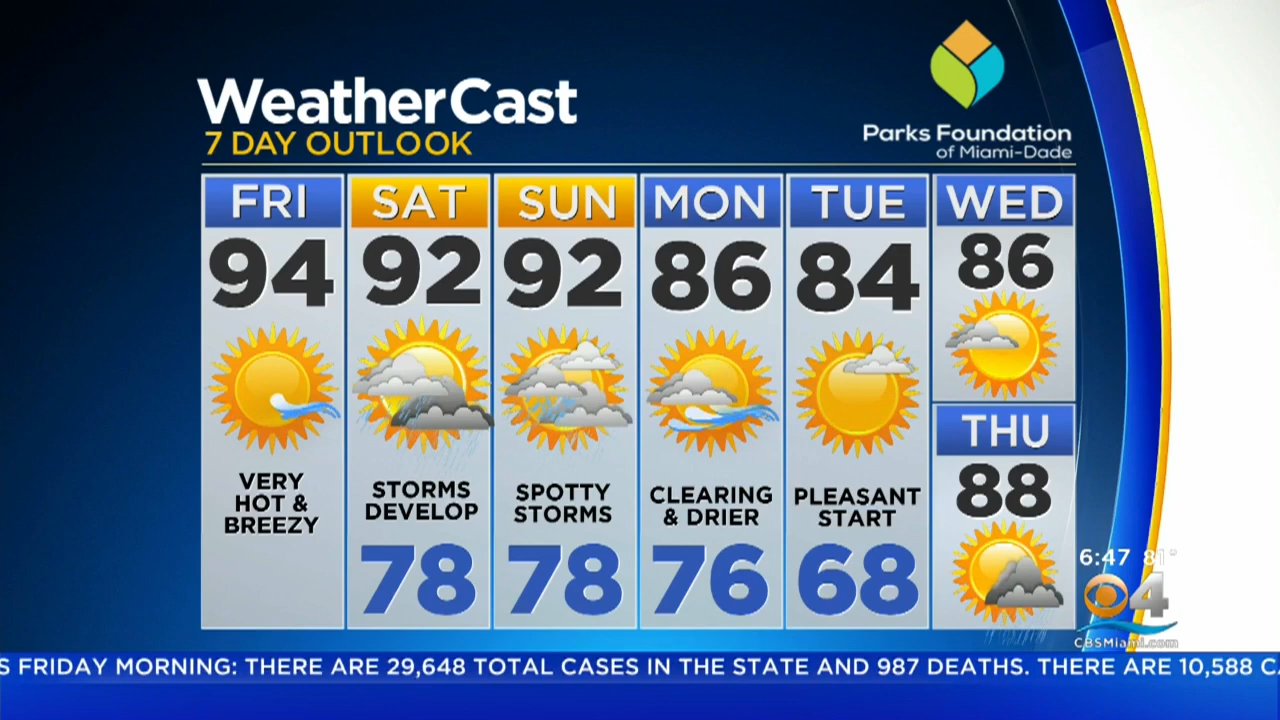 WeatherCast
7 DAY OUTLOOK
Parks Foundation
of Miami-Dade
FRI
94
VERY
HOT &
BREEZY
SAT
92
STORMS
DEVELOP
78
SUN
92
SPOTTY
STORMS
78
MON
86
CLEARING
& DRIER
76
TUE
84
PLEASANT
START
68
WED
86
THU
88
6:47 81°
4
CBSMiami.com
S FRIDAY MORNING: THERE ARE 29,648 TOTAL CASES IN THE STATE AND 987 DEATHS. THERE ARE 10,588 C